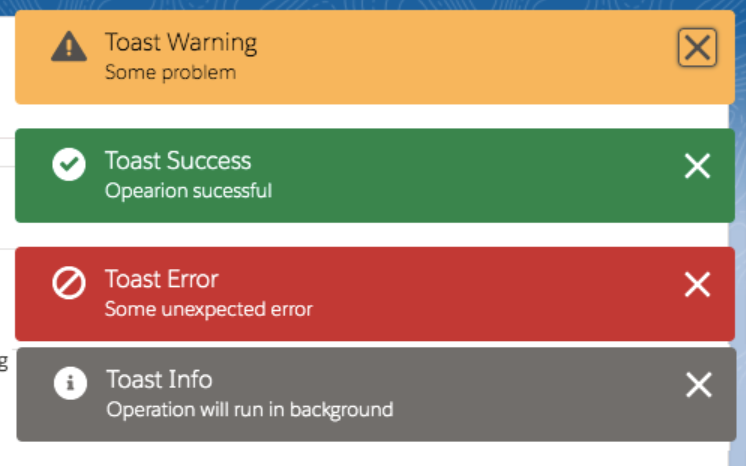 Toast Warning
Some problem
Toast Success
Opearion sucessful
Toast Error
Some unexpected error
g
Toast Info
Operation will run in background